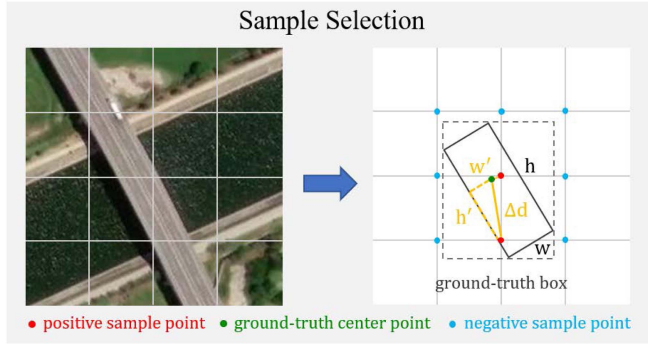 Sample Selection
w′
h
h′
Δd
w
ground-truth box
positive sample point
ground-truth center point
negative sample point